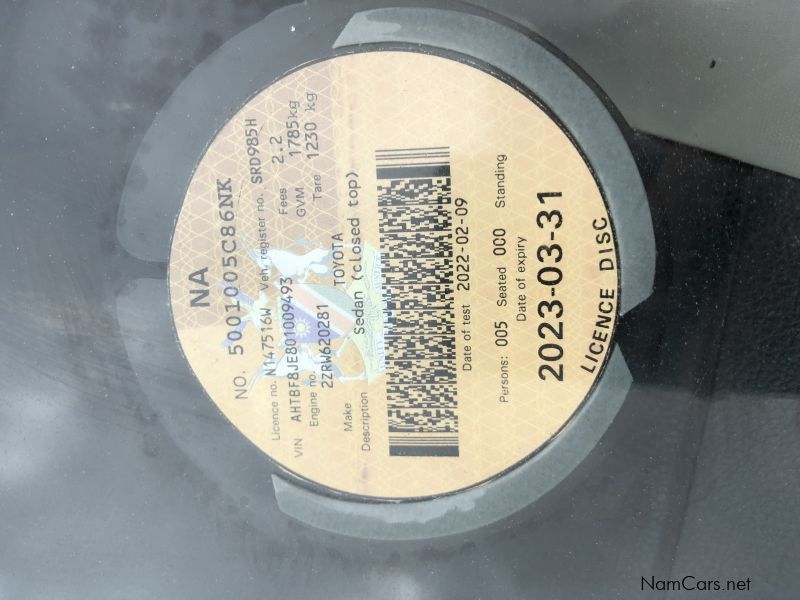 NA
NO. 5001005C86NK
Licence no. N147516W Veh. register no. SRD985H
VIN AHTBF8JE801009493 Fees 2.2
Engine no. 2ZRW620281 GVM 1785kg
Tare 1230 kg
Make TOYOTA
Description Sedan (closed top)
Date of test 2022-02-09
Persons: 005 Seated 000 Standing
Date of expiry
2023-03-31
LICENCE DISC
NamCars.net